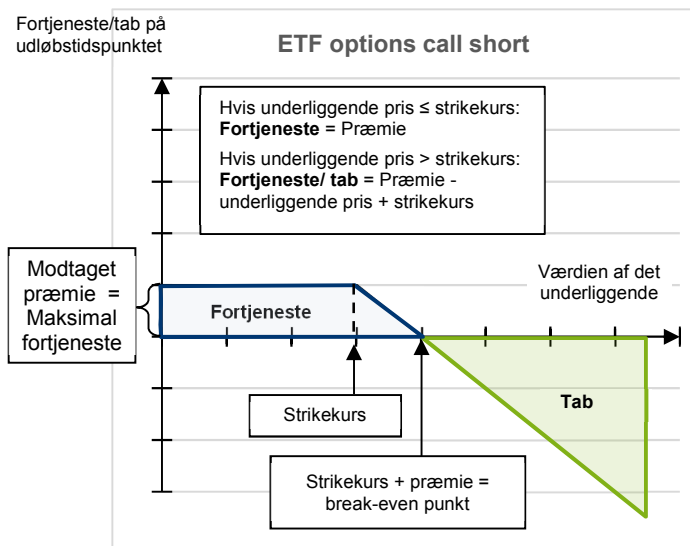 Fortjeneste/tab på
udløbstidspunktet
ETF options call short
Hvis underliggende pris ≤ strikekurs:
Fortjeneste = Præmie
Hvis underliggende pris > strikekurs:
Fortjeneste/ tab = Præmie -
underliggende pris + strikekurs
Modtaget
præmie =
Maksimal
fortjeneste
Værdien af det
underliggende
Fortjeneste
Tab
Strikekurs
Strikekurs + præmie =
break-even punkt